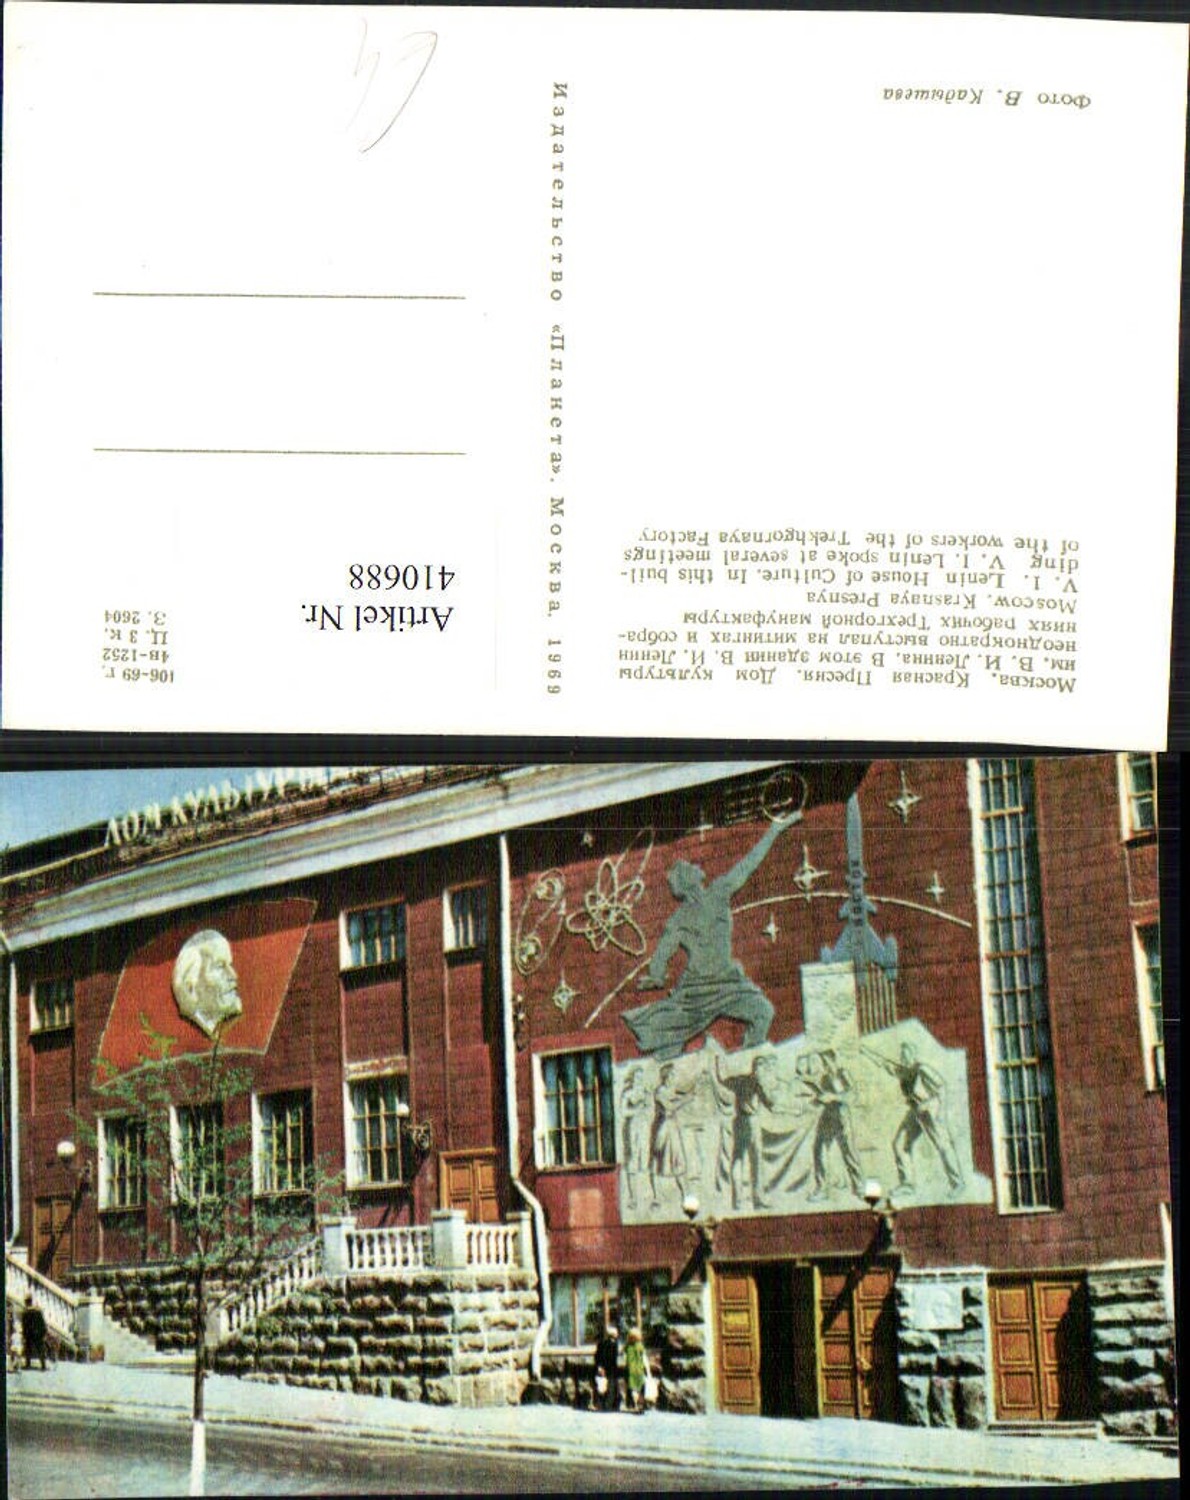 Фото В. Кадышева
Москва. Красная Пресня. Дом культуры
им. В. И. Ленина. В этом здании В. И. Ленин
неоднократно выступал на митингах и собра-
ниях рабочих Трехгорной мануфактуры
Moscow. Krasnaya Presnya
V. I. Lenin House of Culture. In this buil-
ding V. I. Lenin spoke at several meetings
of the workers of the Trekhgornaya Factory
Издательство «Планета». Москва. 1969
Artikel Nr.
410688
106-69 г.
4в-1252
Ц. 3 к.
З. 2604
ДОМ КУЛЬТУРЫ
ВОСТОК